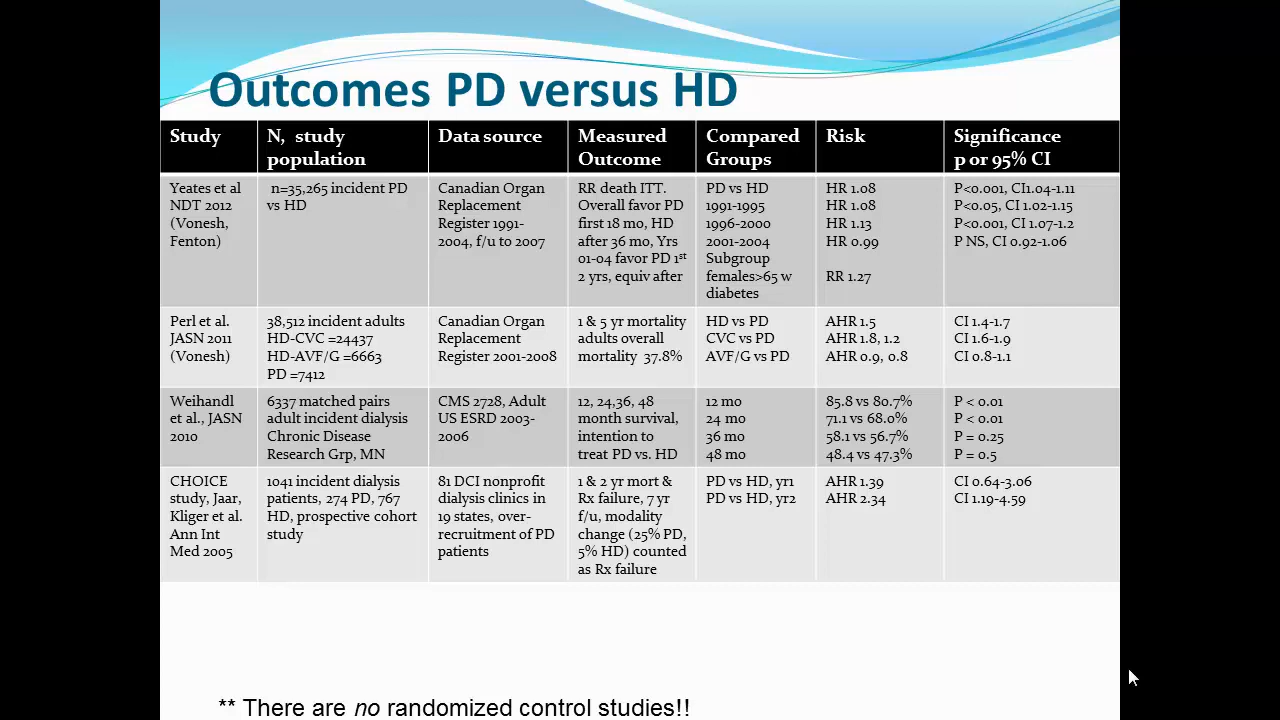 Outcomes PD versus HD
Study
N, study
population
Data source
Measured
Outcome
Compared
Groups
Risk
Significance
p or 95% CI
Yeates et al
NDT 2012
(Vonesh,
Fenton)
n=35,265 incident PD
vs HD
Canadian Organ
Replacement
Register 1991-
2004, f/u to 2007
RR death ITT.
Overall favor PD
first 18 mo, HD
after 36 mo, Yrs
01-04 favor PD 1st
2 yrs, equiv after
PD vs HD
1991-1995
1996-2000
2001-2004
Subgroup
females>65 w
diabetes
HR 1.08
HR 1.08
HR 1.13
HR 0.99
RR 1.27
P<0.001, CI1.04-1.11
P<0.05, CI 1.02-1.15
P<0.001, CI 1.07-1.2
P NS, CI 0.92-1.06
Perl et al.
JASN 2011
(Vonesh)
38,512 incident adults
HD-CVC =24437
HD-AVF/G =6663
PD =7412
Canadian Organ
Replacement
Register 2001-2008
1 & 5 yr mortality
adults overall
mortality 37.8%
HD vs PD
CVC vs PD
AVF/G vs PD
AHR 1.5
AHR 1.8, 1.2
AHR 0.9, 0.8
CI 1.4-1.7
CI 1.6-1.9
CI 0.8-1.1
Weihandl
et al., JASN
2010
6337 matched pairs
adult incident dialysis
Chronic Disease
Research Grp, MN
CMS 2728, Adult
US ESRD 2003-
2006
12, 24,36, 48
month survival,
intention to
treat PD vs. HD
12 mo
24 mo
36 mo
48 mo
85.8 vs 80.7%
71.1 vs 68.0%
58.1 vs 56.7%
48.4 vs 47.3%
P < 0.01
P < 0.01
P = 0.25
P = 0.5
CHOICE
study, Jaar,
Kliger et al.
Ann Int
Med 2005
1041 incident dialysis
patients, 274 PD, 767
HD, prospective cohort
study
81 DCI nonprofit
dialysis clinics in
19 states, over-
recruitment of PD
patients
1 & 2 yr mort &
Rx failure, 7 yr
f/u, modality
change (25% PD,
5% HD) counted
as Rx failure
PD vs HD, yr1
PD vs HD, yr2
AHR 1.39
AHR 2.34
CI 0.64-3.06
CI 1.19-4.59
** There are no randomized control studies!!